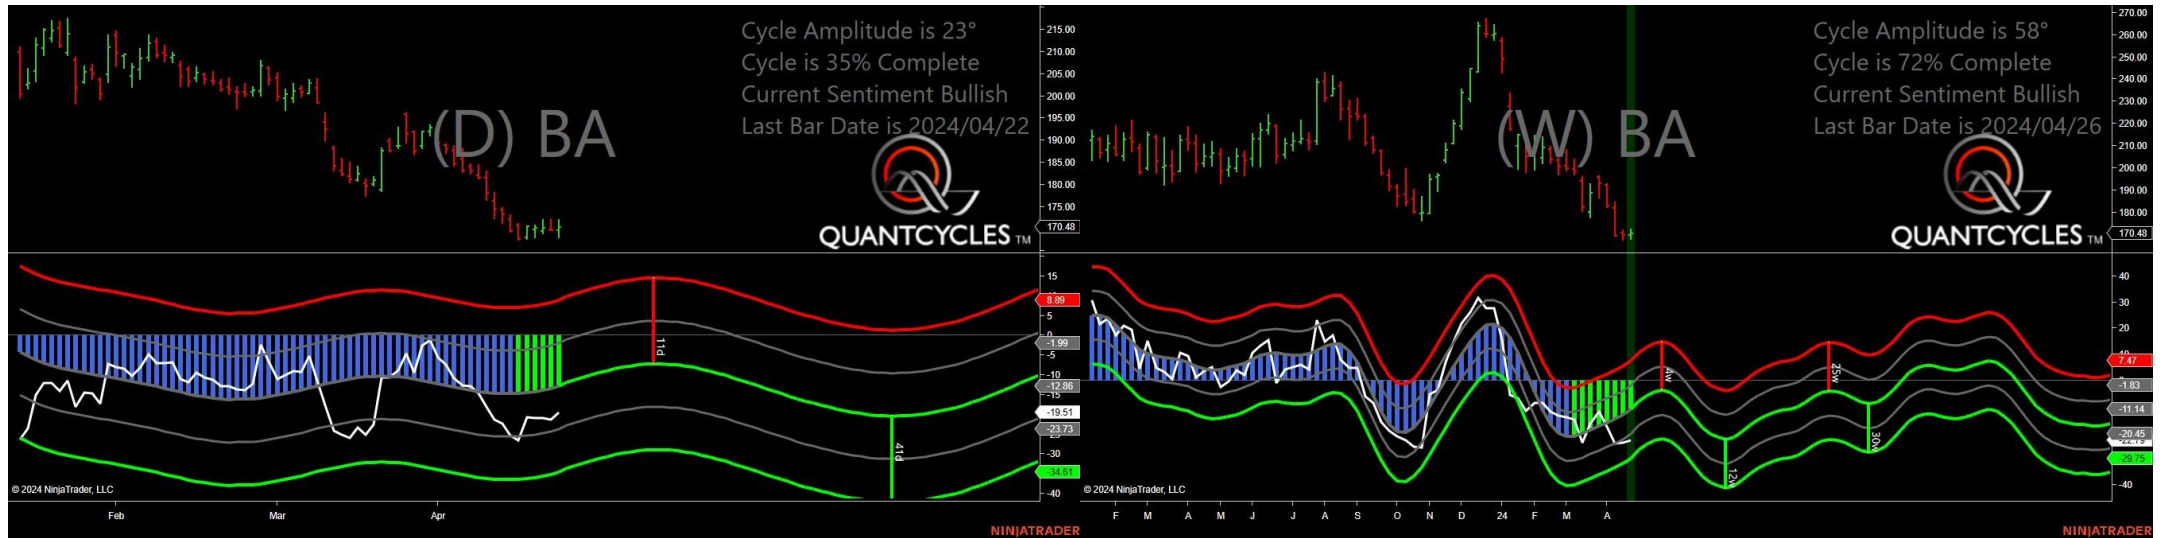 Cycle Amplitude is 23°
Cycle is 35% Complete
Current Sentiment Bullish
Last Bar Date is 2024/04/22
(D) BA
QUANTCYCLES TM
215.00
210.00
205.00
200.00
195.00
190.00
185.00
180.00
175.00
170.48
15
8.89
5
0
-1.99
-5
-10
-12.86
-15
-19.51
-23.73
-30
-34.61
-40
11d
41d
© 2024 NinjaTrader, LLC
Feb Mar Apr
NINJATRADER
Cycle Amplitude is 58°
Cycle is 72% Complete
Current Sentiment Bullish
Last Bar Date is 2024/04/26
(W) BA
QUANTCYCLES TM
270.00
260.00
250.00
240.00
230.00
220.00
210.00
200.00
190.00
180.00
170.48
40
30
20
7.47
-1.83
-11.14
-20.45
-29.75
-40
4w
25w
12w
30w
© 2024 NinjaTrader, LLC
F M A M J J A S O N D 24 F M A
NINJATRADER